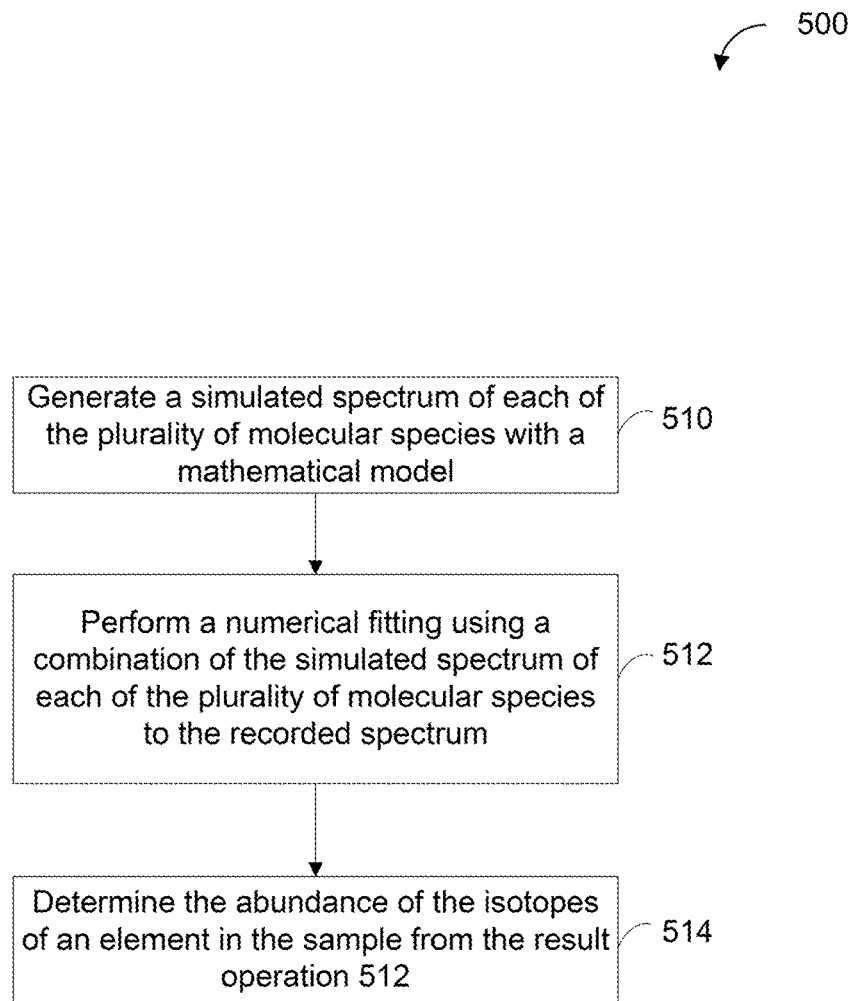 500
Generate a simulated spectrum of each of
the plurality of molecular species with a
mathematical model
510
Perform a numerical fitting using a
combination of the simulated spectrum of
each of the plurality of molecular species
to the recorded spectrum
512
Determine the abundance of the isotopes
of an element in the sample from the result
operation 512
514